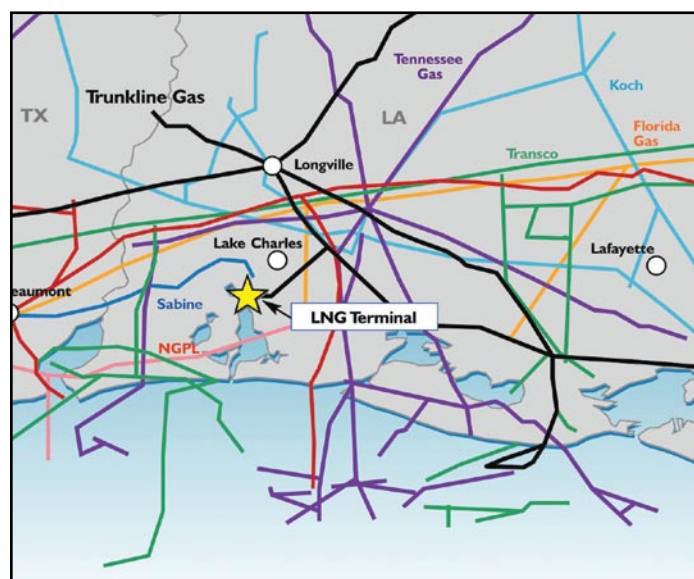 Tennessee
Gas
Koch
Trunkline Gas
TX
LA
Florida
Gas
Transco
Longville
Lake Charles
Lafayette
eaumont
Sabine
LNG Terminal
NGPL